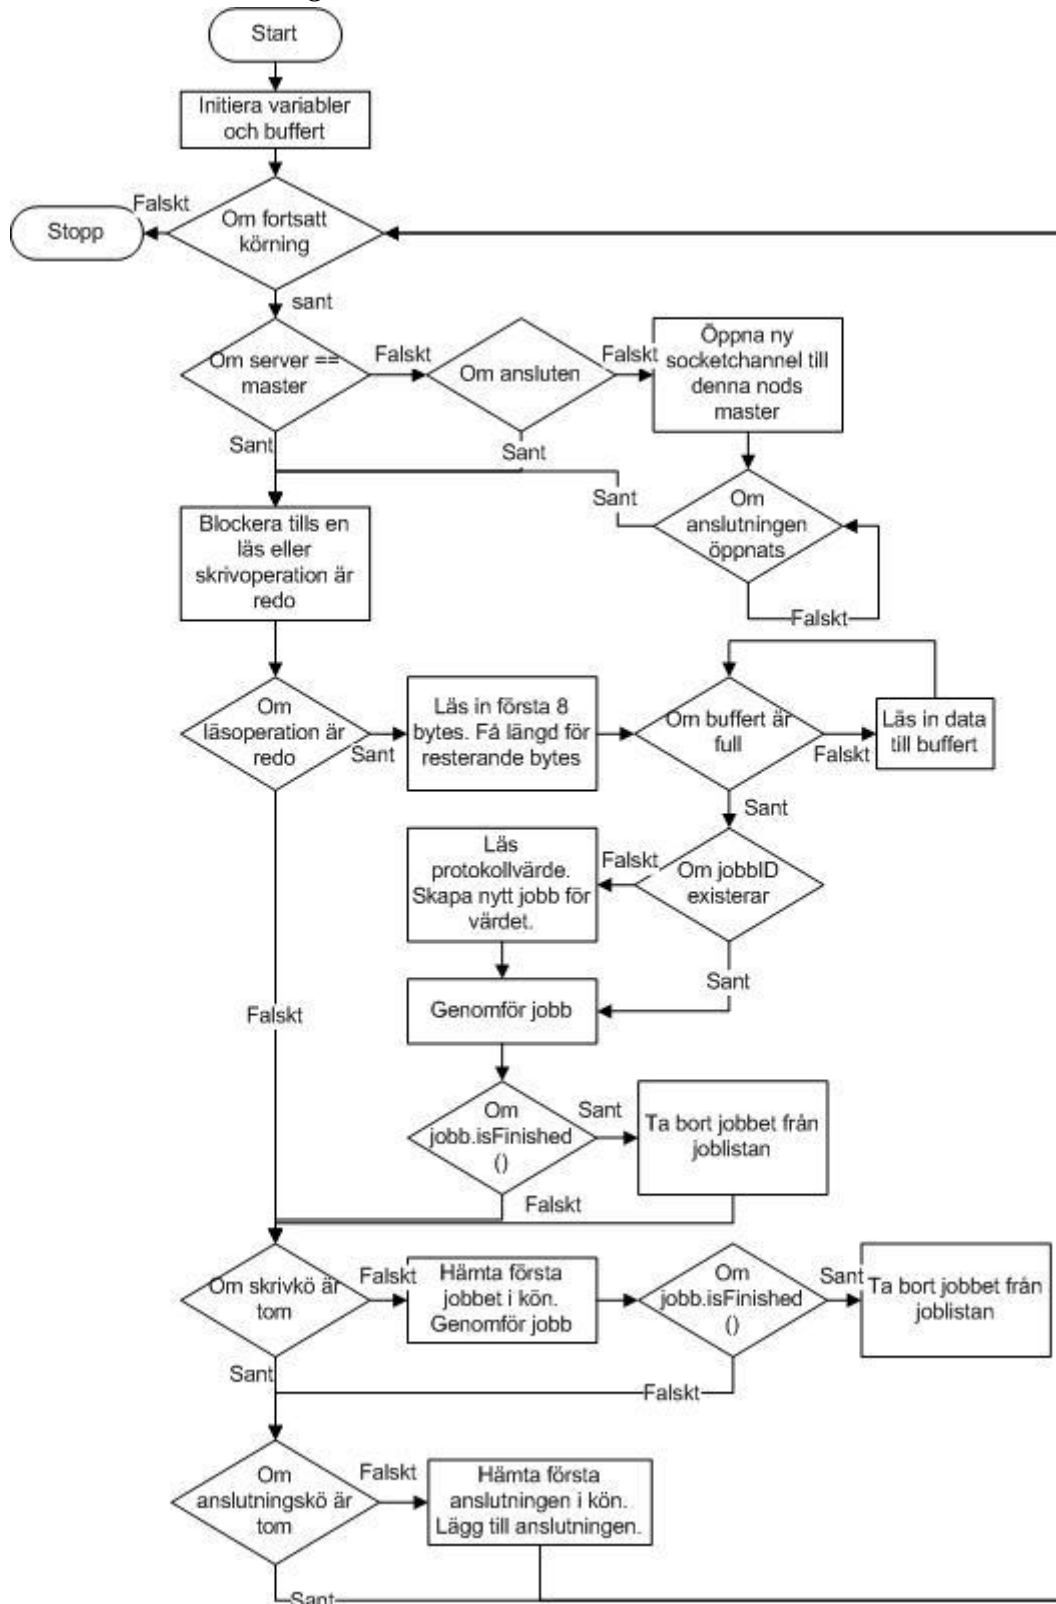 Start
Initiera variabler
och buffert
Falskt
Stopp
Om fortsatt
körning
sant
Om server ==
master
Falskt
Om ansluten
Falskt
Öppna ny
socketchannel till
denna nods
master
Sant
Sant
Sant
Om
anslutningen
öppnats
Falskt
Blockera tills en
läs eller
skrivoperation är
redo
Om
läsoperation är
redo
Sant
Läs in första 8
bytes. Få längd för
resterande bytes
Om buffert är
full
Falskt
Läs in data
till buffert
Sant
Läs
protokollvärde.
Skapa nytt jobb för
värdet.
Falskt
Om jobbID
existerar
Sant
Genomför jobb
Falskt
Om
jobb.isFinished
()
Sant
Ta bort jobbet från
joblistan
Falskt
Om skrivkö är
tom
Falskt
Hämta första
jobbet i kön.
Genomför jobb
Om
jobb.isFinished
()
Sant
Ta bort jobbet från
joblistan
Sant
Falskt
Om
anslutningskö är
tom
Falskt
Hämta första
anslutningen i kön.
Lägg till anslutningen.
Sant